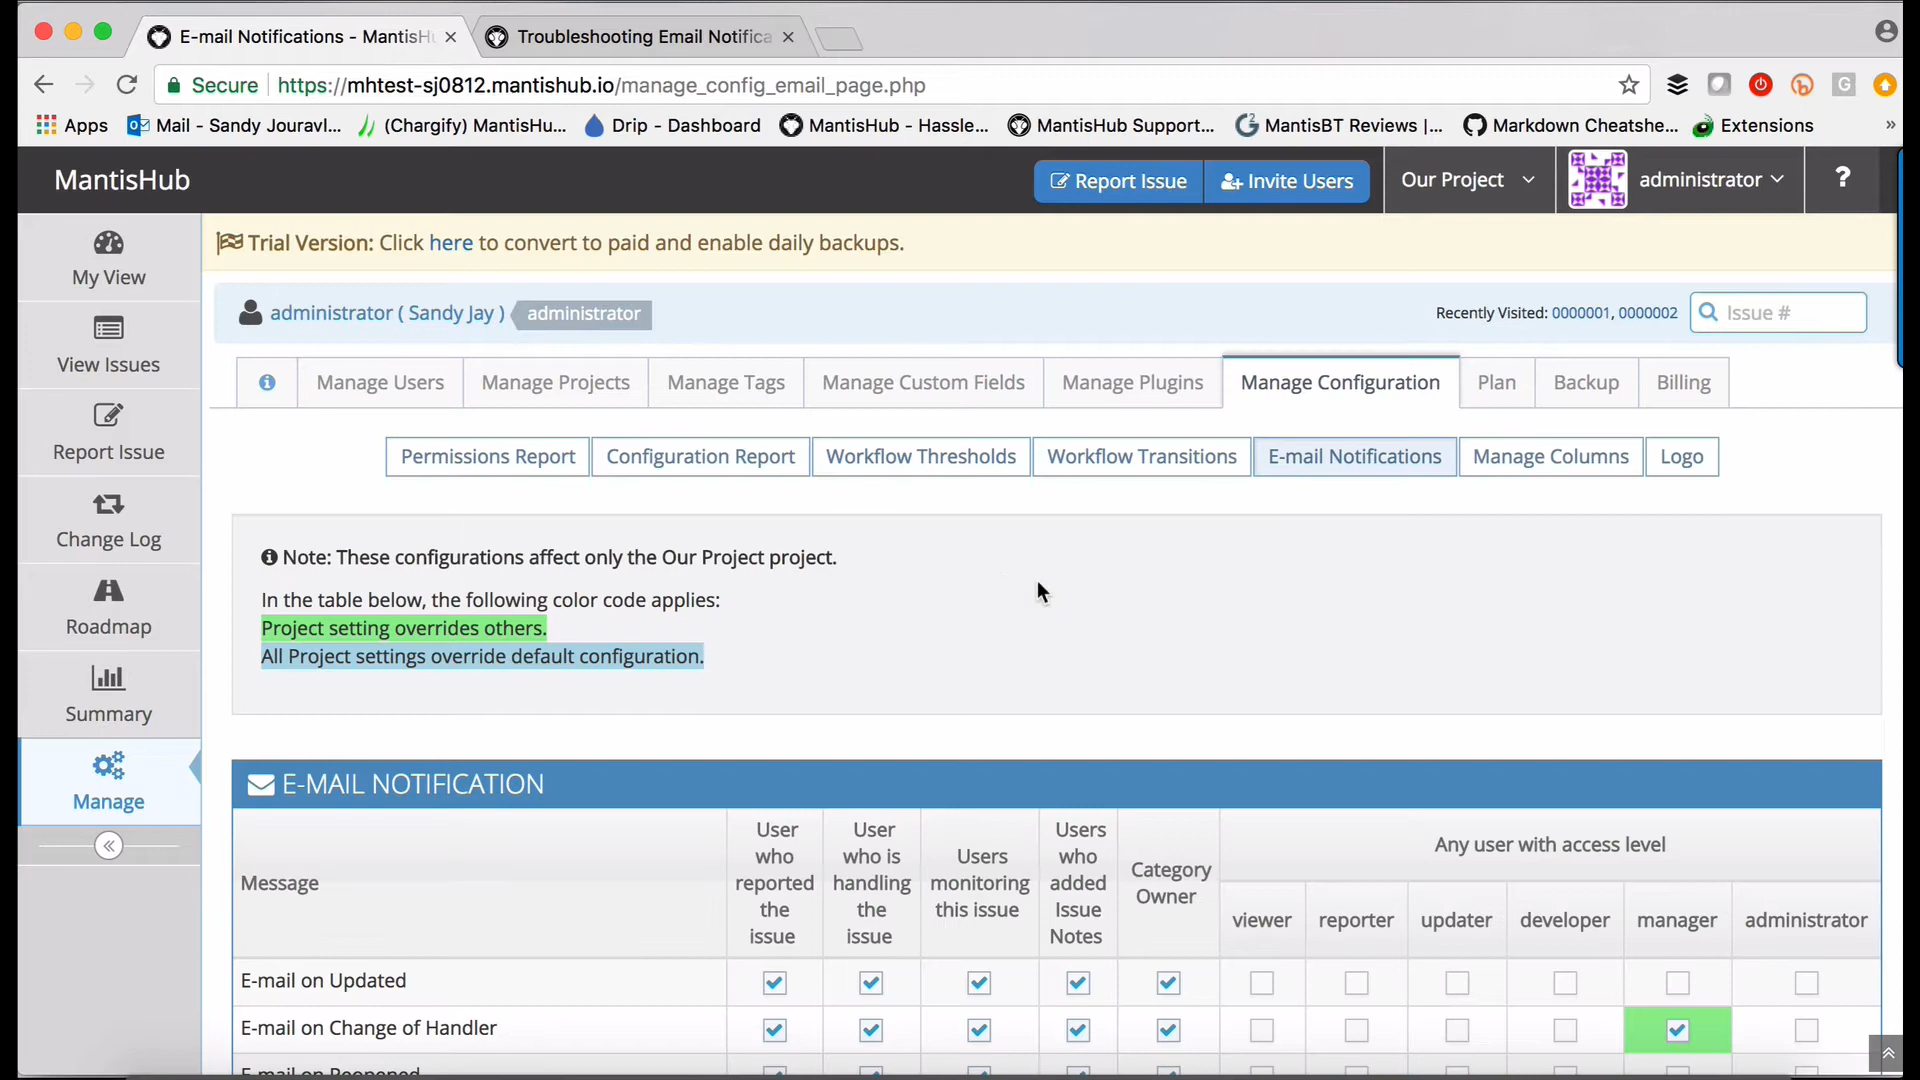 E-mail Notifications - MantisH
Troubleshooting Email Notifica
Secure https://mhtest-sj0812.mantishub.io/manage_config_email_page.php
Apps Mail - Sandy Jouravl... (Chargify) MantisHu... Drip - Dashboard MantisHub - Hassle... MantisHub Support... MantisBT Reviews |... Markdown Cheatshe... Extensions »
MantisHub Report Issue Invite Users Our Project administrator ?
Trial Version: Click here to convert to paid and enable daily backups.
administrator ( Sandy Jay ) administrator Recently Visited: 0000001, 0000002 Issue #
Manage Users Manage Projects Manage Tags Manage Custom Fields Manage Plugins Manage Configuration Plan Backup Billing
Permissions Report Configuration Report Workflow Thresholds Workflow Transitions E-mail Notifications Manage Columns Logo
My View
View Issues
Report Issue
Change Log
Roadmap
Summary
Manage
Note: These configurations affect only the Our Project project.
In the table below, the following color code applies:
Project setting overrides others.
All Project settings override default configuration.
E-MAIL NOTIFICATION
Message
User
who
reported
the
issue
User
who is
handling
the
issue
Users
monitoring
this issue
Users
who
added
Issue
Notes
Category
Owner
Any user with access level
viewer reporter updater developer manager administrator
E-mail on Updated
E-mail on Change of Handler
E-mail on Reopened